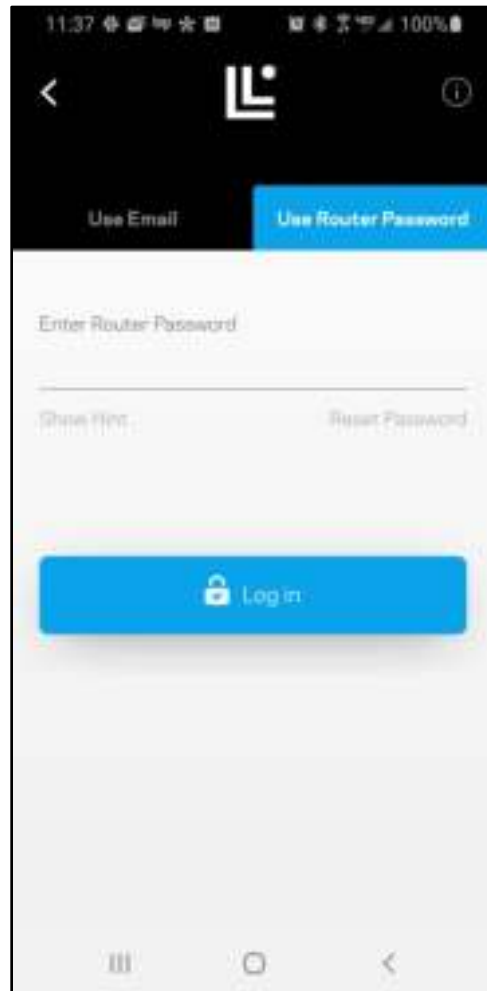 11:37 100%
Use Email Use Router Password
Enter Router Password
Show Hint Reset Password
Log in